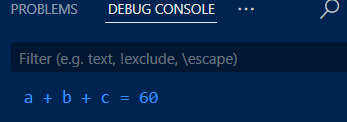 PROBLEMS DEBUG CONSOLE ...
Filter (e.g. text, !exclude, \escape)
a + b + c = 60